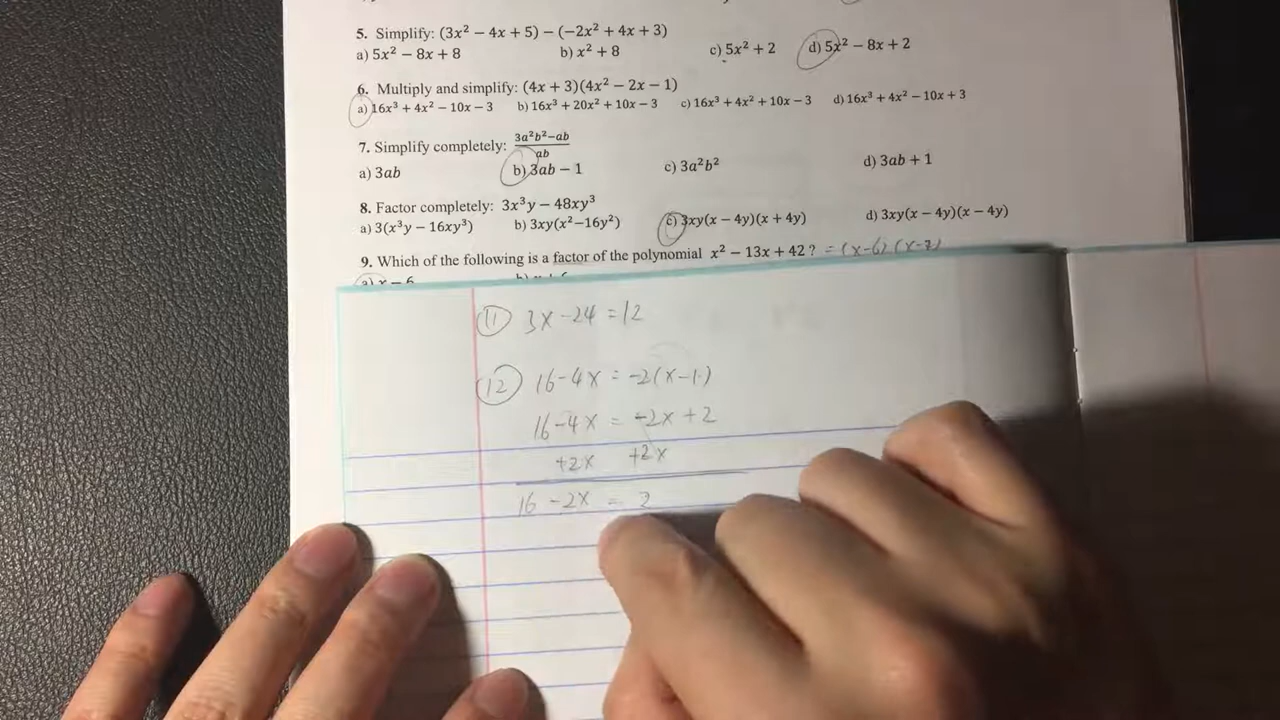 5. Simplify: (3x² − 4x + 5) − (−2x² + 4x + 3)
a) 5x² − 8x + 8 b) x² + 8 c) 5x² + 2 d) 5x² − 8x + 2
6. Multiply and simplify: (4x + 3)(4x² − 2x − 1)
a) 16x³ + 4x² − 10x − 3 b) 16x³ + 20x² + 10x − 3 c) 16x³ + 4x² + 10x − 3 d) 16x³ + 4x² − 10x + 3
7. Simplify completely: 3a²b²−ab
ab
a) 3ab b) 3ab − 1 c) 3a²b² d) 3ab + 1
8. Factor completely: 3x³y − 48xy³
a) 3(x³y − 16xy³) b) 3xy(x²−16y²) c) 3xy(x − 4y)(x + 4y) d) 3xy(x − 4y)(x − 4y)
9. Which of the following is a factor of the polynomial x² − 13x + 42? = (x−6)(x−7)
a) x − 6
11 3x−24 = 12
12 16−4x = −2(x−1)
16−4x = −2x + 2
+2x +2x
16 − 2x = 2